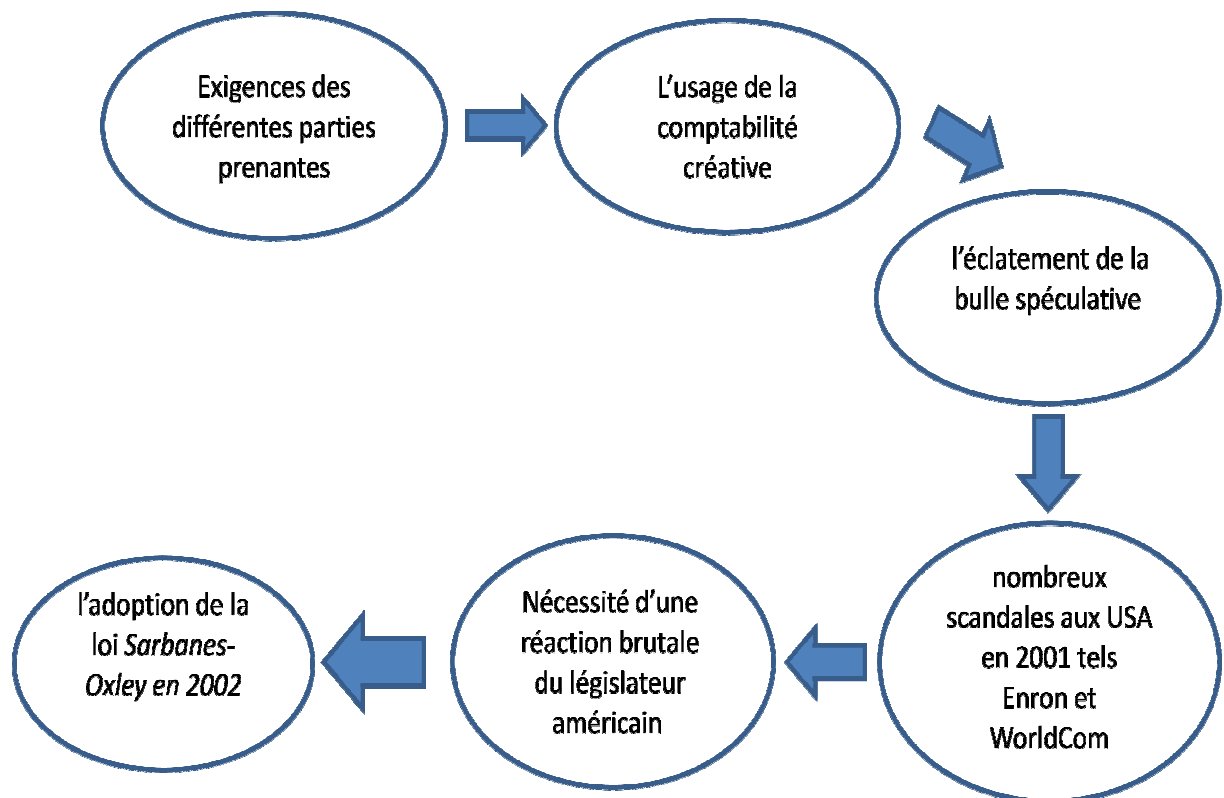 Exigences des
différentes parties
prenantes
L'usage de la
comptabilité
créative
l'éclatement de la
bulle spéculative
nombreux
scandales aux USA
en 2001 tels
Enron et
WorldCom
Nécessité d'une
réaction brutale
du législateur
américain
l'adoption de la
loi Sarbanes-
Oxley en 2002